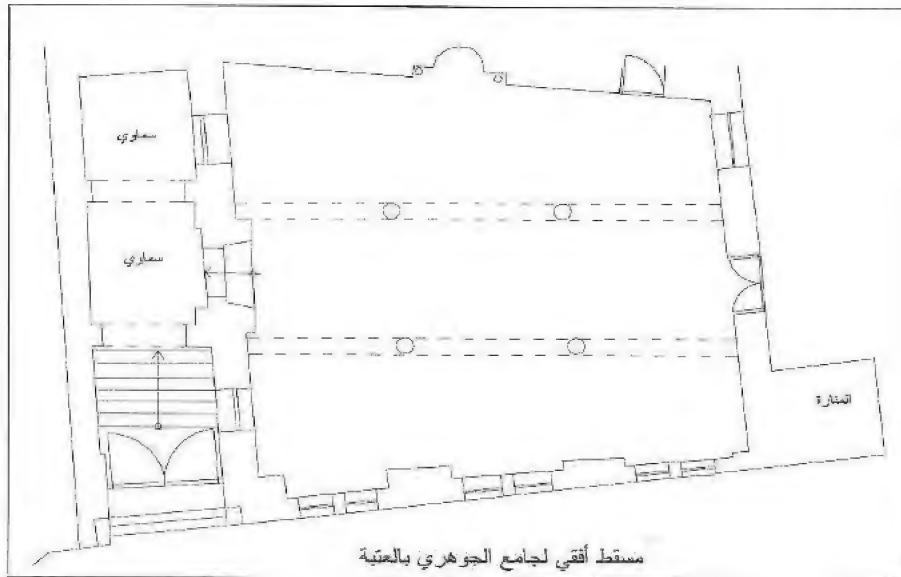 سماوي
سماوي
المنارة
مسقط أفقي لجامع الجوهري بالعتبة